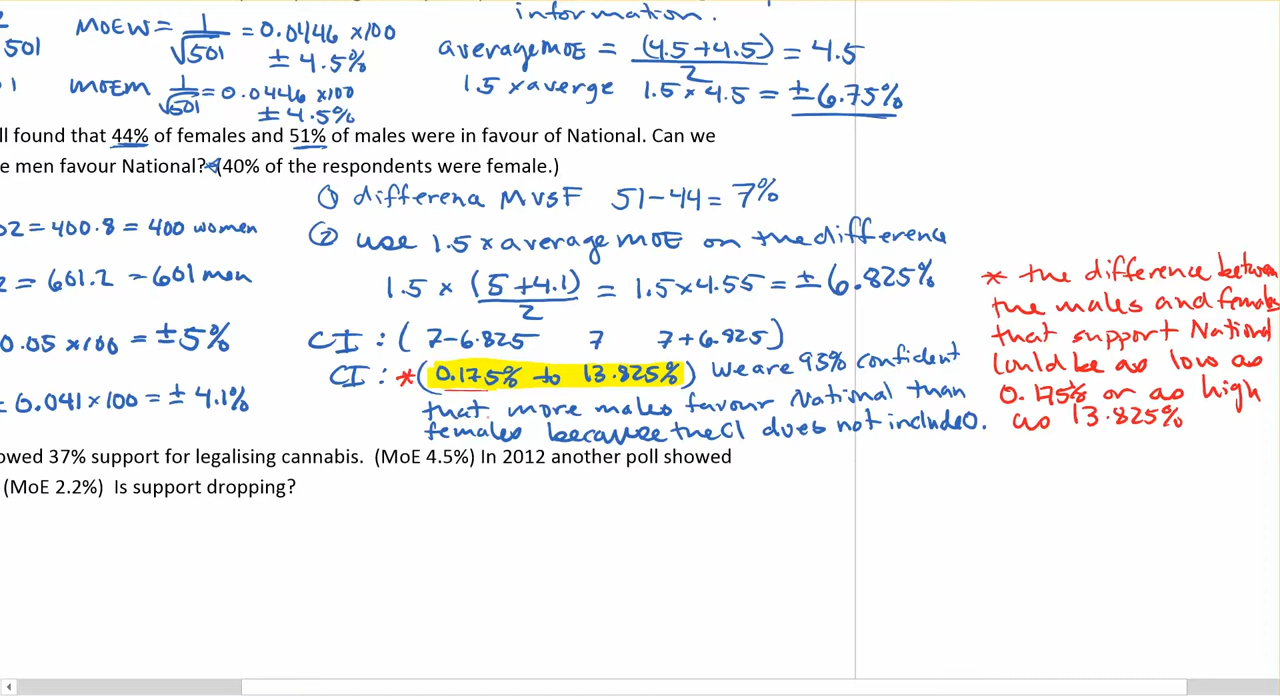 information.
MOEW = 1/√501 = 0.0446 ×100
501
± 4.5%
average MOE = (4.5+4.5)/2 = 4.5
MOEM 1/√501 = 0.0446 ×100
± 4.5%
1.5 x averge 1.5 × 4.5 = ±6.75%
ll found that 44% of females and 51% of males were in favour of National. Can we
e men favour National? (40% of the respondents were female.)
① differena M vs F 51-44 = 7%
02 = 400.8 = 400 women
② use 1.5 x average MOE on the difference
2 = 601.2 = 601 men
1.5 × (5+4.1)/2 = 1.5×4.55 = ±6.825%
0.05 ×100 = ±5%
CI : ( 7-6.825 7 7+6.825)
CI : *( 0.175% to 13.825%) We are 95% confident
± 0.041×100 = ± 4.1%
that more males favour National than
females because the CI does not include 0.
* the difference between
the males and females
that support National
could be as low as
0.175% or as high
as 13.825%
owed 37% support for legalising cannabis. (MoE 4.5%) In 2012 another poll showed
(MoE 2.2%) Is support dropping?